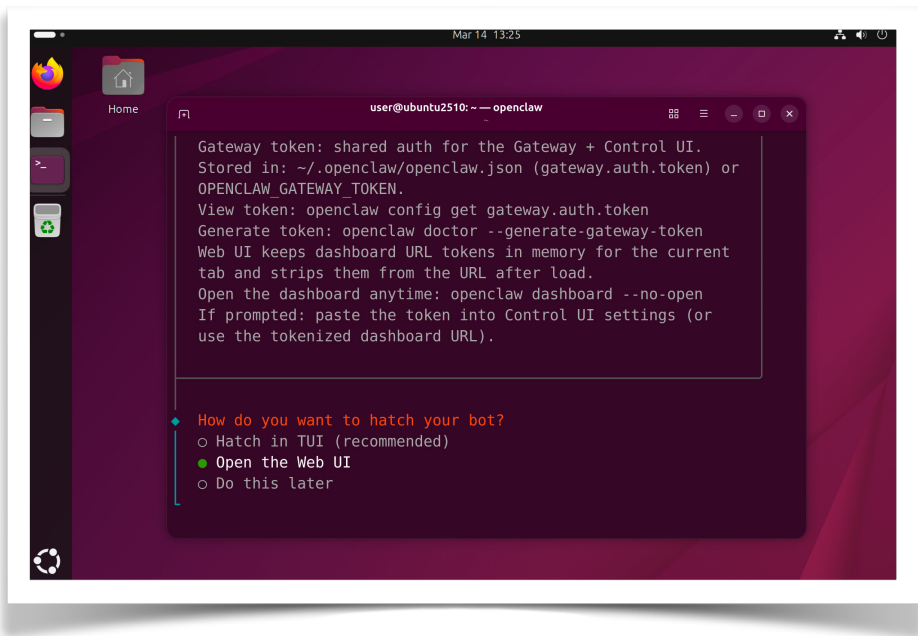 Mar 14 13:25
Home
user@ubuntu2510: ~ — openclaw
Gateway token: shared auth for the Gateway + Control UI.
Stored in: ~/.openclaw/openclaw.json (gateway.auth.token) or
OPENCLAW_GATEWAY_TOKEN.
View token: openclaw config get gateway.auth.token
Generate token: openclaw doctor --generate-gateway-token
Web UI keeps dashboard URL tokens in memory for the current
tab and strips them from the URL after load.
Open the dashboard anytime: openclaw dashboard --no-open
If prompted: paste the token into Control UI settings (or
use the tokenized dashboard URL).
How do you want to hatch your bot?
Hatch in TUI (recommended)
Open the Web UI
Do this later